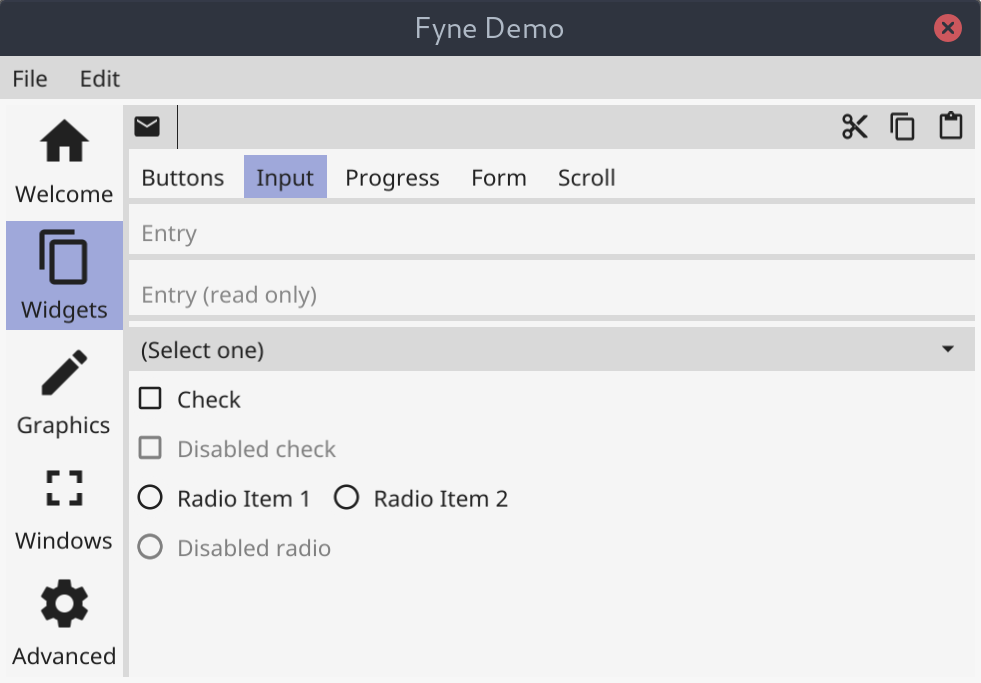 Fyne Demo
File Edit
Welcome
Widgets
Graphics
Windows
Advanced
Buttons Input Progress Form Scroll
Entry
Entry (read only)
(Select one)
Check
Disabled check
Radio Item 1 Radio Item 2
Disabled radio